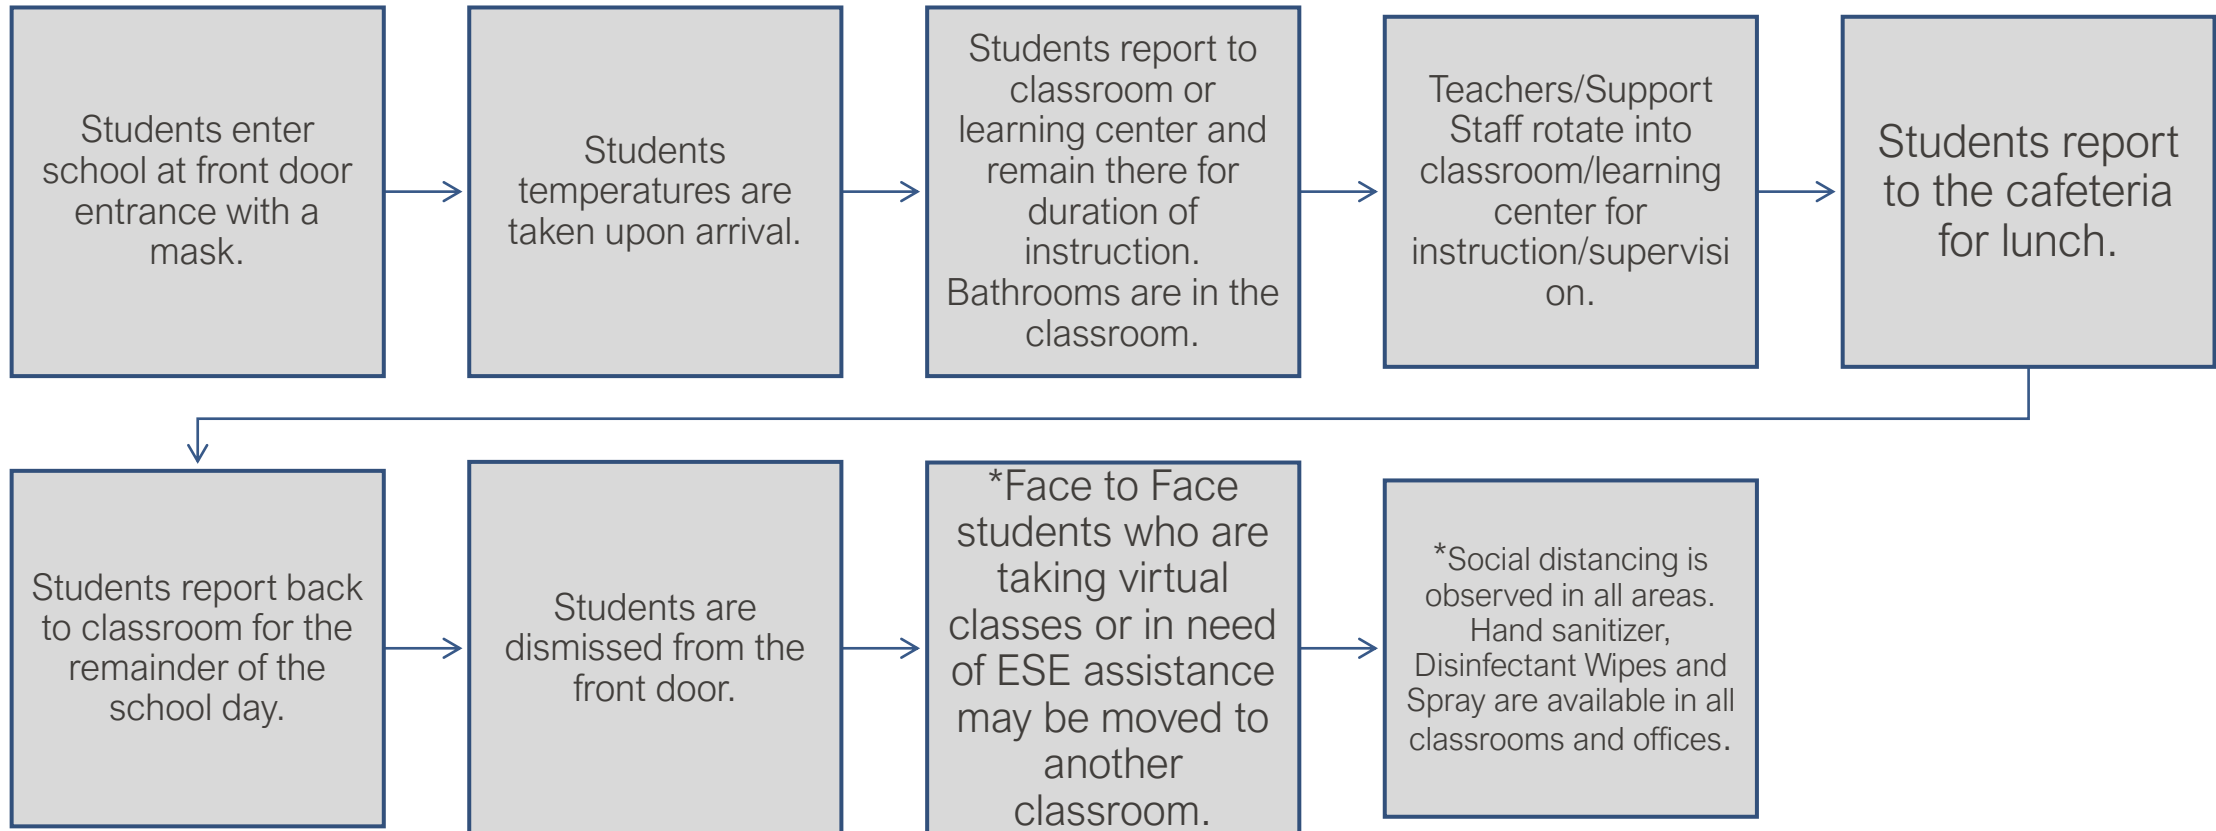 Students enter
school at front door
entrance with a
mask.
Students
temperatures are
taken upon arrival.
Students report to
classroom or
learning center and
remain there for
duration of
instruction.
Bathrooms are in the
classroom.
Teachers/Support
Staff rotate into
classroom/learning
center for
instruction/supervisi
on.
Students report
to the cafeteria
for lunch.
Students report back
to classroom for the
remainder of the
school day.
Students are
dismissed from the
front door.
*Face to Face
students who are
taking virtual
classes or in need
of ESE assistance
may be moved to
another
classroom.
*Social distancing is
observed in all areas.
Hand sanitizer,
Disinfectant Wipes and
Spray are available in all
classrooms and offices.